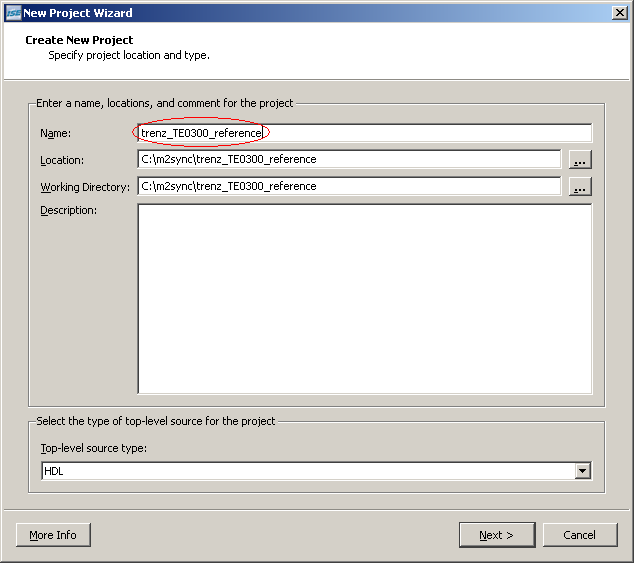 ISE New Project Wizard
Create New Project
Specify project location and type.
Enter a name, locations, and comment for the project
Name: trenz_TE0300_reference
Location: C:\m2sync\trenz_TE0300_reference ...
Working Directory: C:\m2sync\trenz_TE0300_reference ...
Description:
Select the type of top-level source for the project
Top-level source type:
HDL
More Info Next > Cancel